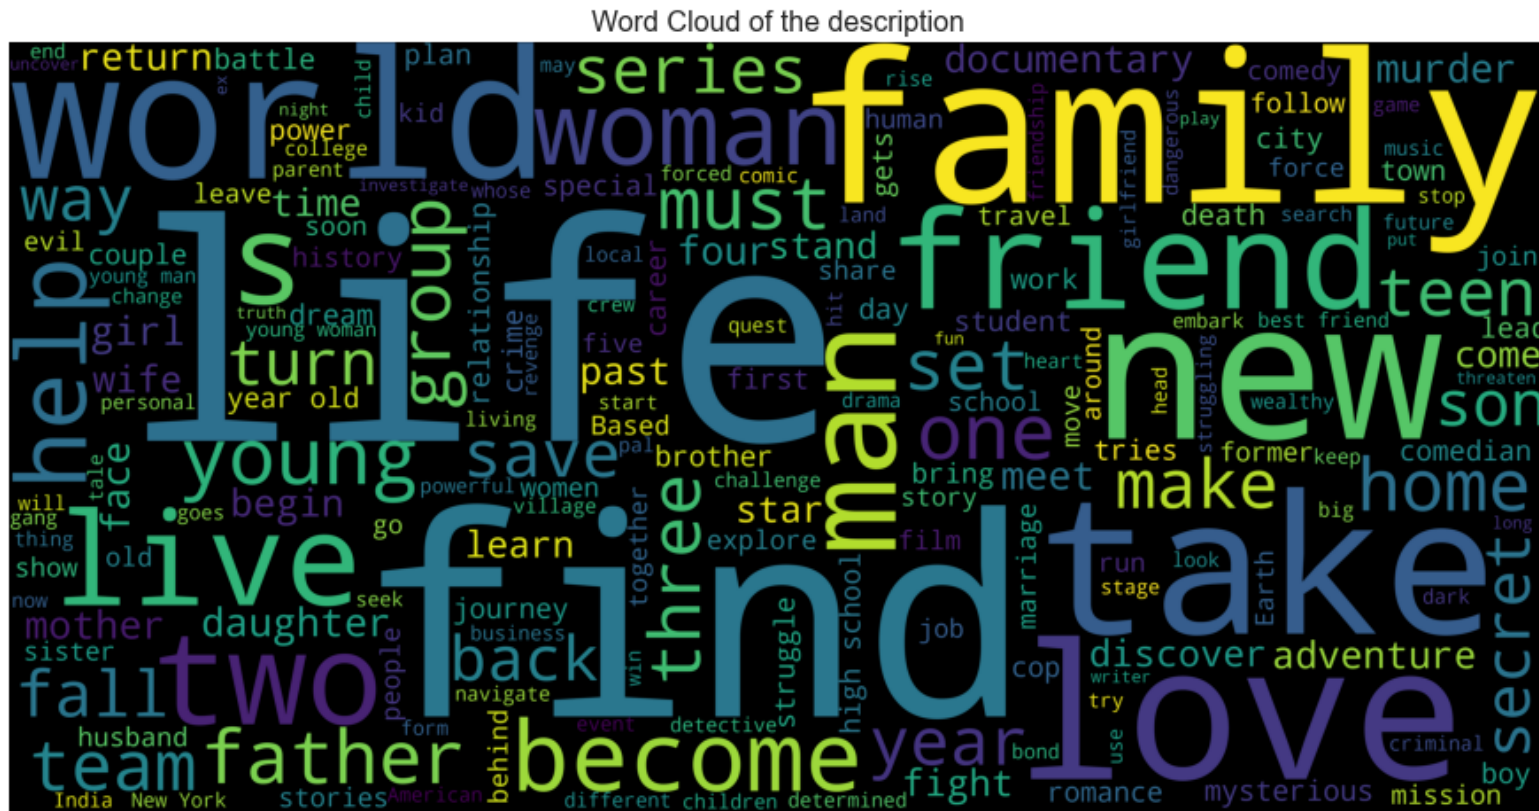 Word Cloud of the description
end
return
battle
plan
may
series
documentary
comedy
murder
uncover
ex
child
rise
world
family
night
kid
woman
human
friendship
follow
game
power
college
gets
dangerous
play
city
music
parent
force
town
way
leave
investigate
whose
special
forced
comic
must
land
travel
girlfriend
death
search
stop
time
soon
future
put
evil
s
history
group
relationship
local
career
four
stand
share
friend
work
join
couple
young man
change
life
teen
help
truth
dream
young woman
crew
quest
hit
day
student
embark
best friend
lead
girl
crime
revenge
five
man
fun
new
come
wife
turn
past
first
set
heart
around
struggling
threaten
personal
year old
living
start
drama
school
move
head
wealthy
son
Based
one
young
save
pal
brother
tries
former
keep
comedian
tale
face
powerful
women
challenge
bring
meet
make
home
will
begin
village
star
story
big
gang
goes
go
three
long
thing
live
learn
together
explore
film
high school
marriage
take
run
look
Earth
secret
show
old
find
stage
dark
now
seek
mother
daughter
journey
business
job
sister
two
people
back
win
struggle
cop
discover
adventure
writer
fall
navigate
love
try
form
event
detective
year
husband
team
father
behind
become
bond
use
criminal
fight
boy
India
New York
stories
American
different
children
determined
romance
mysterious
mission